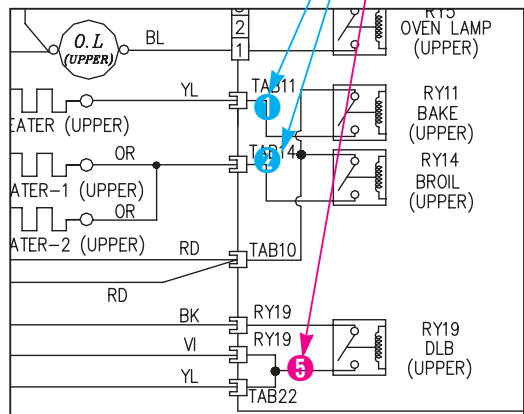 2
RY5
OVEN LAMP
(UPPER)
1
O.L
(UPPER)
BL
YL
TAB11
1
RY11
BAKE
(UPPER)
EATER (UPPER)
OR
TAB14
RY14
BROIL
(UPPER)
ATER-1 (UPPER)
OR
ATER-2 (UPPER)
RD
TAB10
RD
BK
RY19
RY19
DLB
(UPPER)
VI
RY19
5
YL
TAB22